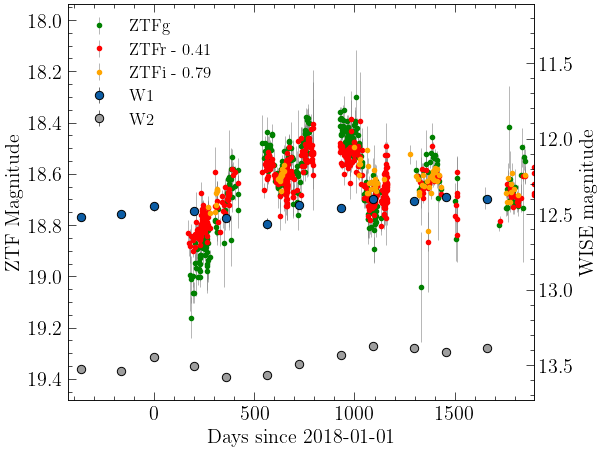 ZTFg
ZTFr - 0.41
ZTFi - 0.79
W1
W2
18.0
18.2
18.4
18.6
18.8
19.0
19.2
19.4
ZTF Magnitude
11.5
12.0
12.5
13.0
13.5
WISE magnitude
0 500 1000 1500
Days since 2018-01-01